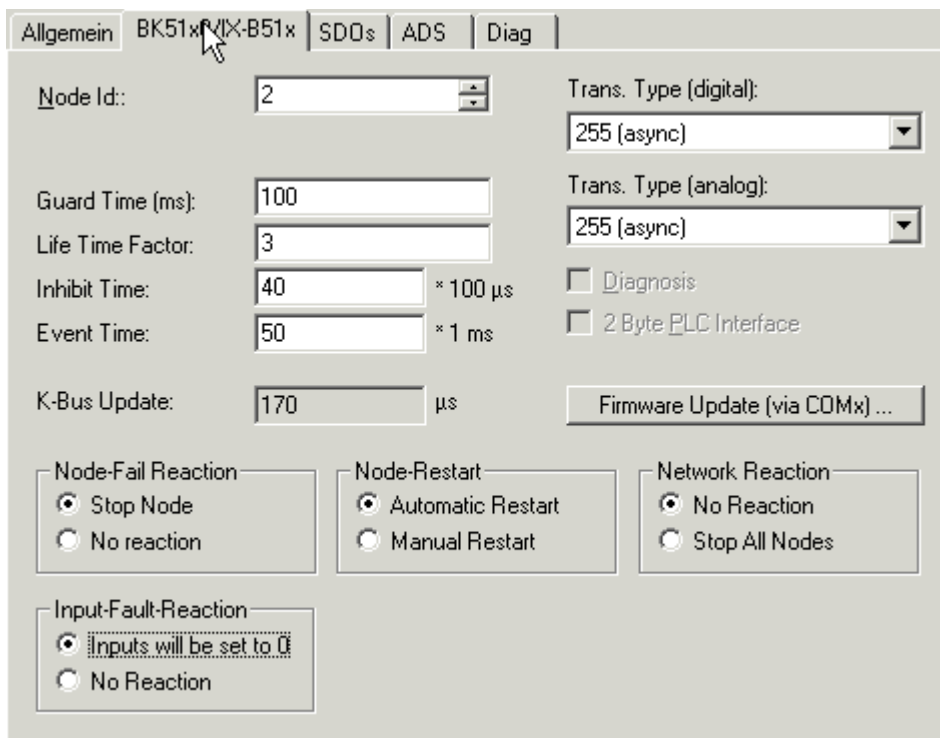 Allgemein BK51x0/IX-B51x SDOs ADS Diag
Node Id:: 2
Trans. Type (digital):
255 (async)
Guard Time (ms): 100
Trans. Type (analog):
255 (async)
Life Time Factor: 3
Inhibit Time: 40 * 100 µs
Diagnosis
Event Time: 50 * 1 ms
2 Byte PLC Interface
K-Bus Update: 170 µs
Firmware Update (via COMx) ...
Node-Fail Reaction
Stop Node
No reaction
Node-Restart
Automatic Restart
Manual Restart
Network Reaction
No Reaction
Stop All Nodes
Input-Fault-Reaction
Inputs will be set to 0
No Reaction